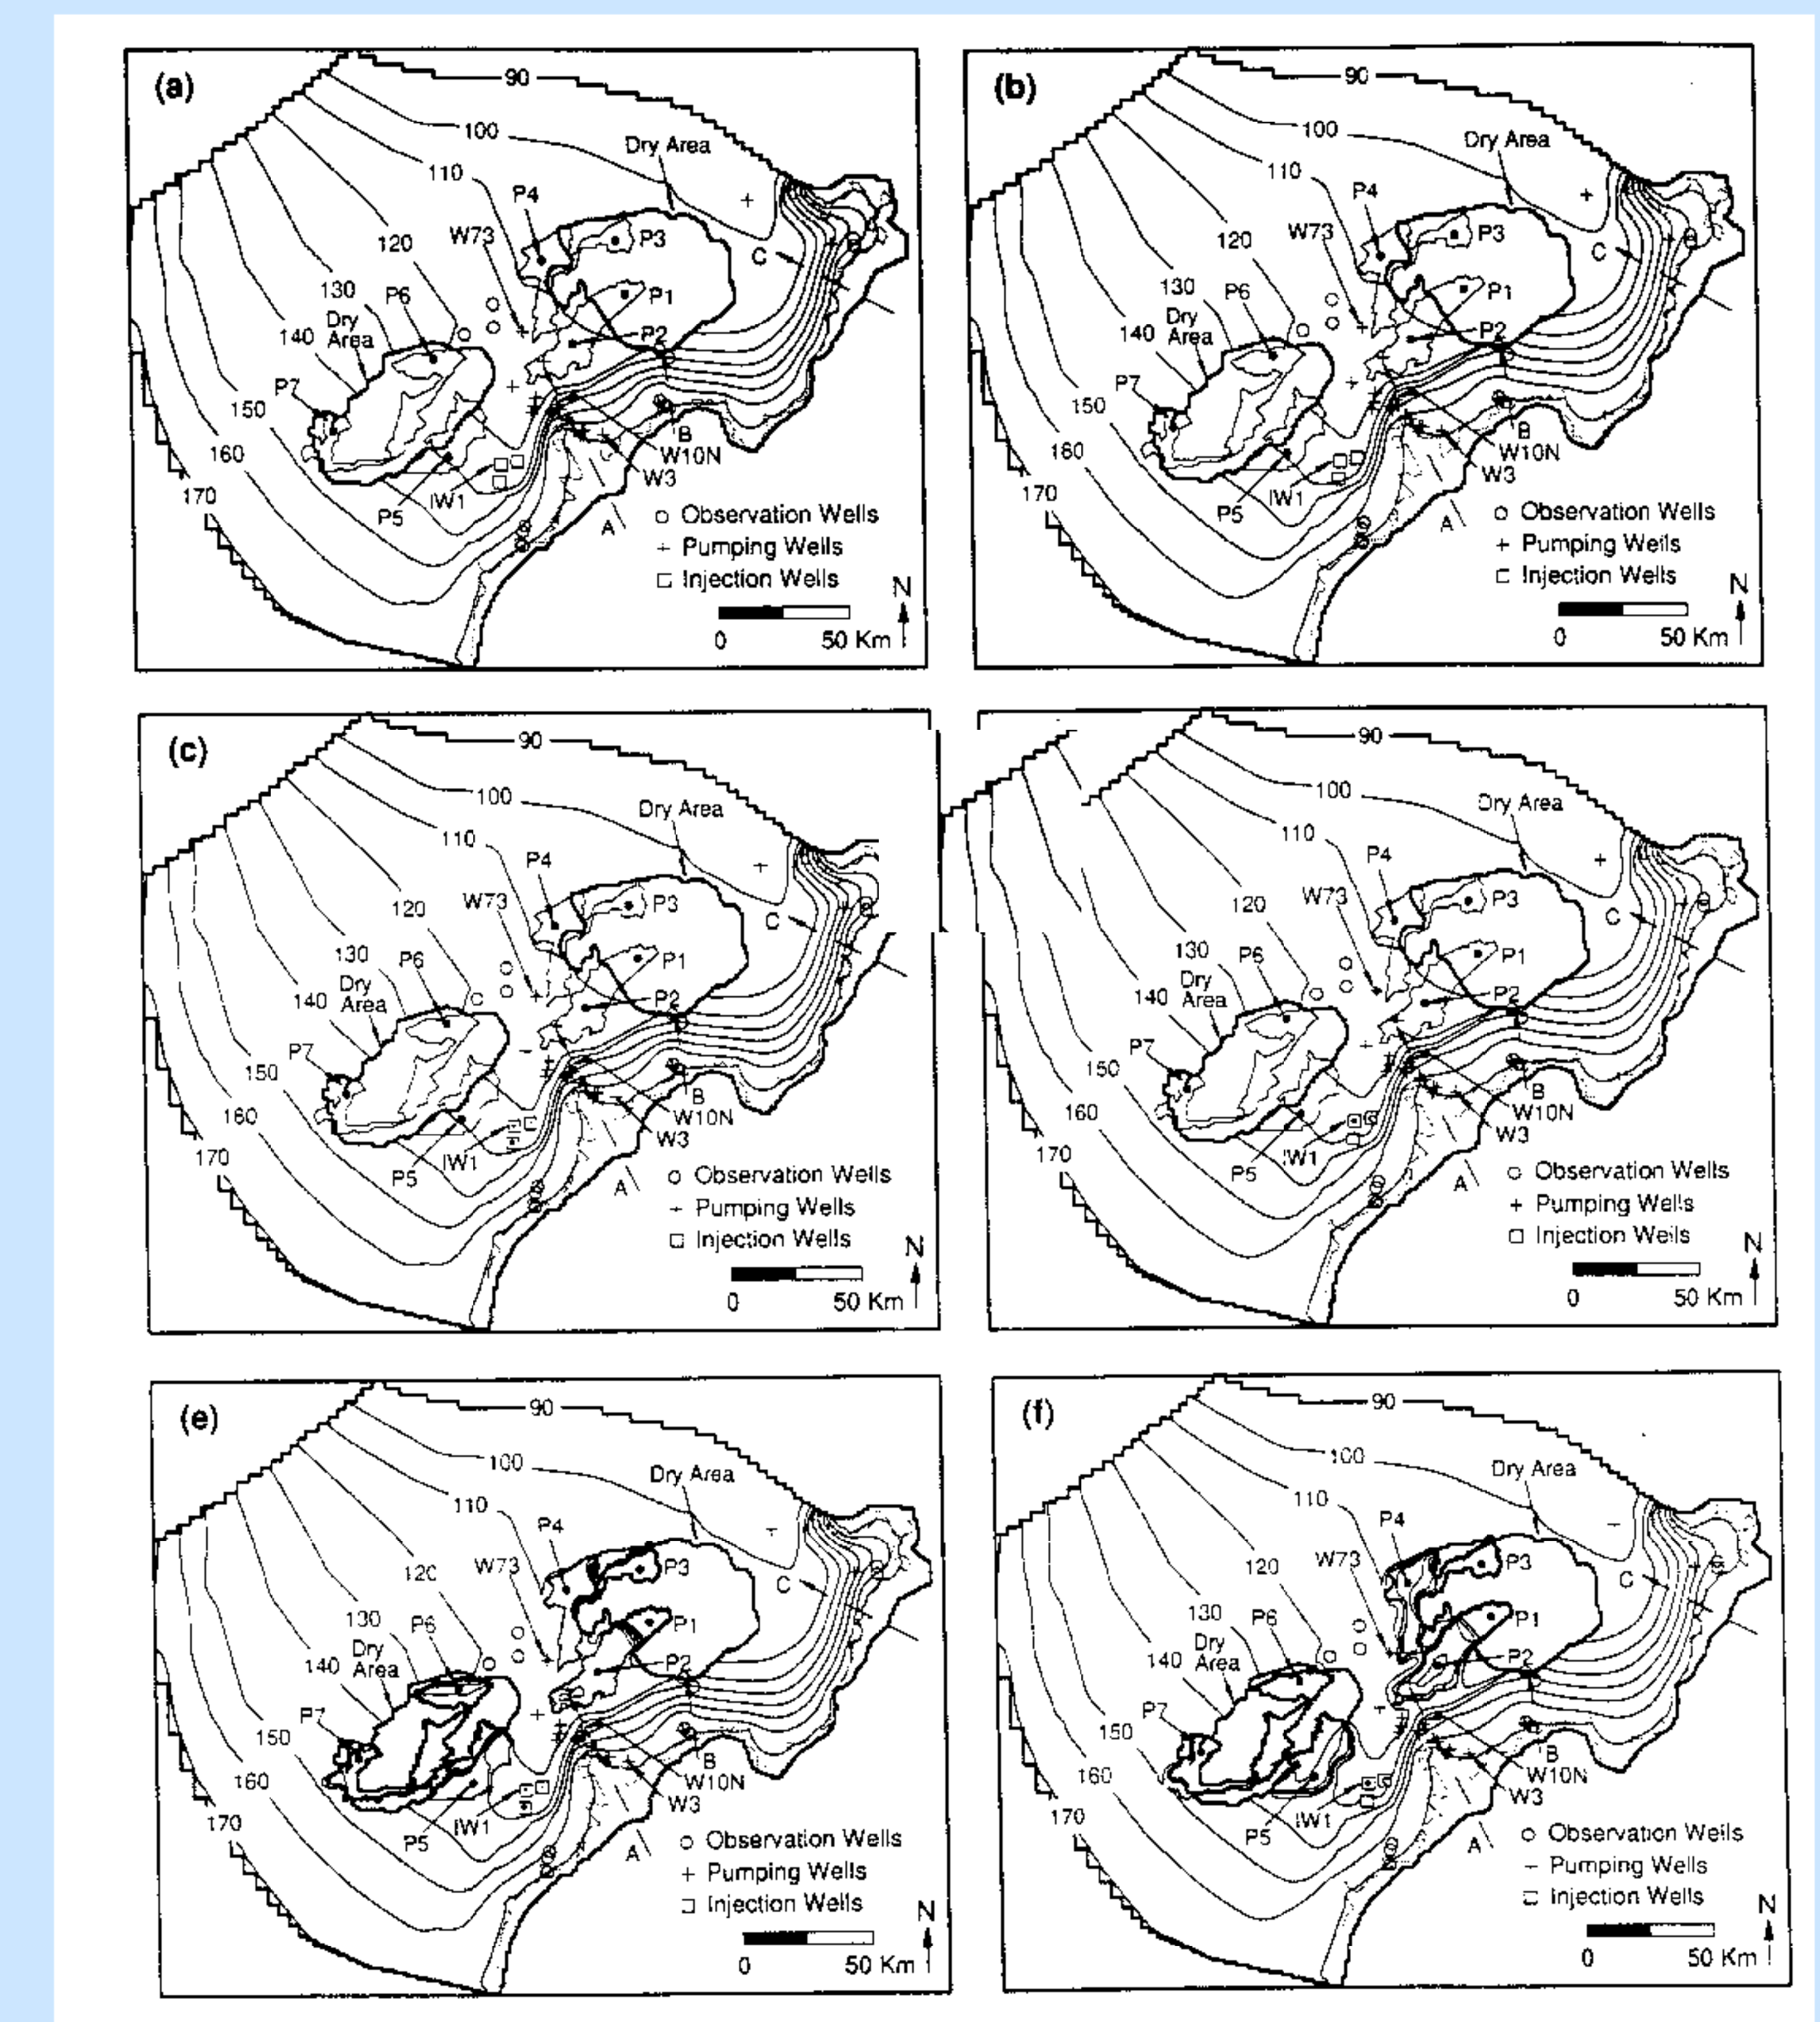 (a)
90
100
Dry Area
110
P4
W73
P3
C
120
130
P6
P1
Dry
Area
P2
140
P7
150
B
160
W10N
W3
170
IW1
P5
A
Observation Wells
Pumping Wells
Injection Wells
N
0 50 Km
(b)
90
100
Dry Area
110
P4
W73
P3
C
120
130
P6
P1
Dry
Area
P2
140
P7
150
B
160
W10N
W3
170
IW1
P5
A
Observation Wells
Pumping Wells
Injection Wells
N
0 50 Km
(c)
90
100
Dry Area
110
P4
W73
P3
C
120
130
P6
P1
Dry
Area
P2
140
P7
150
B
160
W10N
W3
170
IW1
P5
A
Observation Wells
Pumping Wells
Injection Wells
N
0 50 Km
90
100
Dry Area
110
P4
W73
P3
C
120
130
P6
P1
Dry
Area
P2
140
P7
150
B
160
W10N
W3
170
IW1
P5
A
Observation Wells
Pumping Wells
Injection Wells
N
0 50 Km
(e)
90
100
Dry Area
110
P4
W73
P3
C
120
130
P6
P1
Dry
Area
P2
140
P7
150
B
160
W10N
W3
170
IW1
P5
A
Observation Wells
Pumping Wells
Injection Wells
N
0 50 Km
(f)
90
100
Dry Area
110
P4
W73
P3
C
120
130
P6
P1
Dry
Area
P2
140
P7
150
B
160
W10N
W3
170
IW1
P5
A
Observation Wells
Pumping Wells
Injection Wells
N
0 50 Km